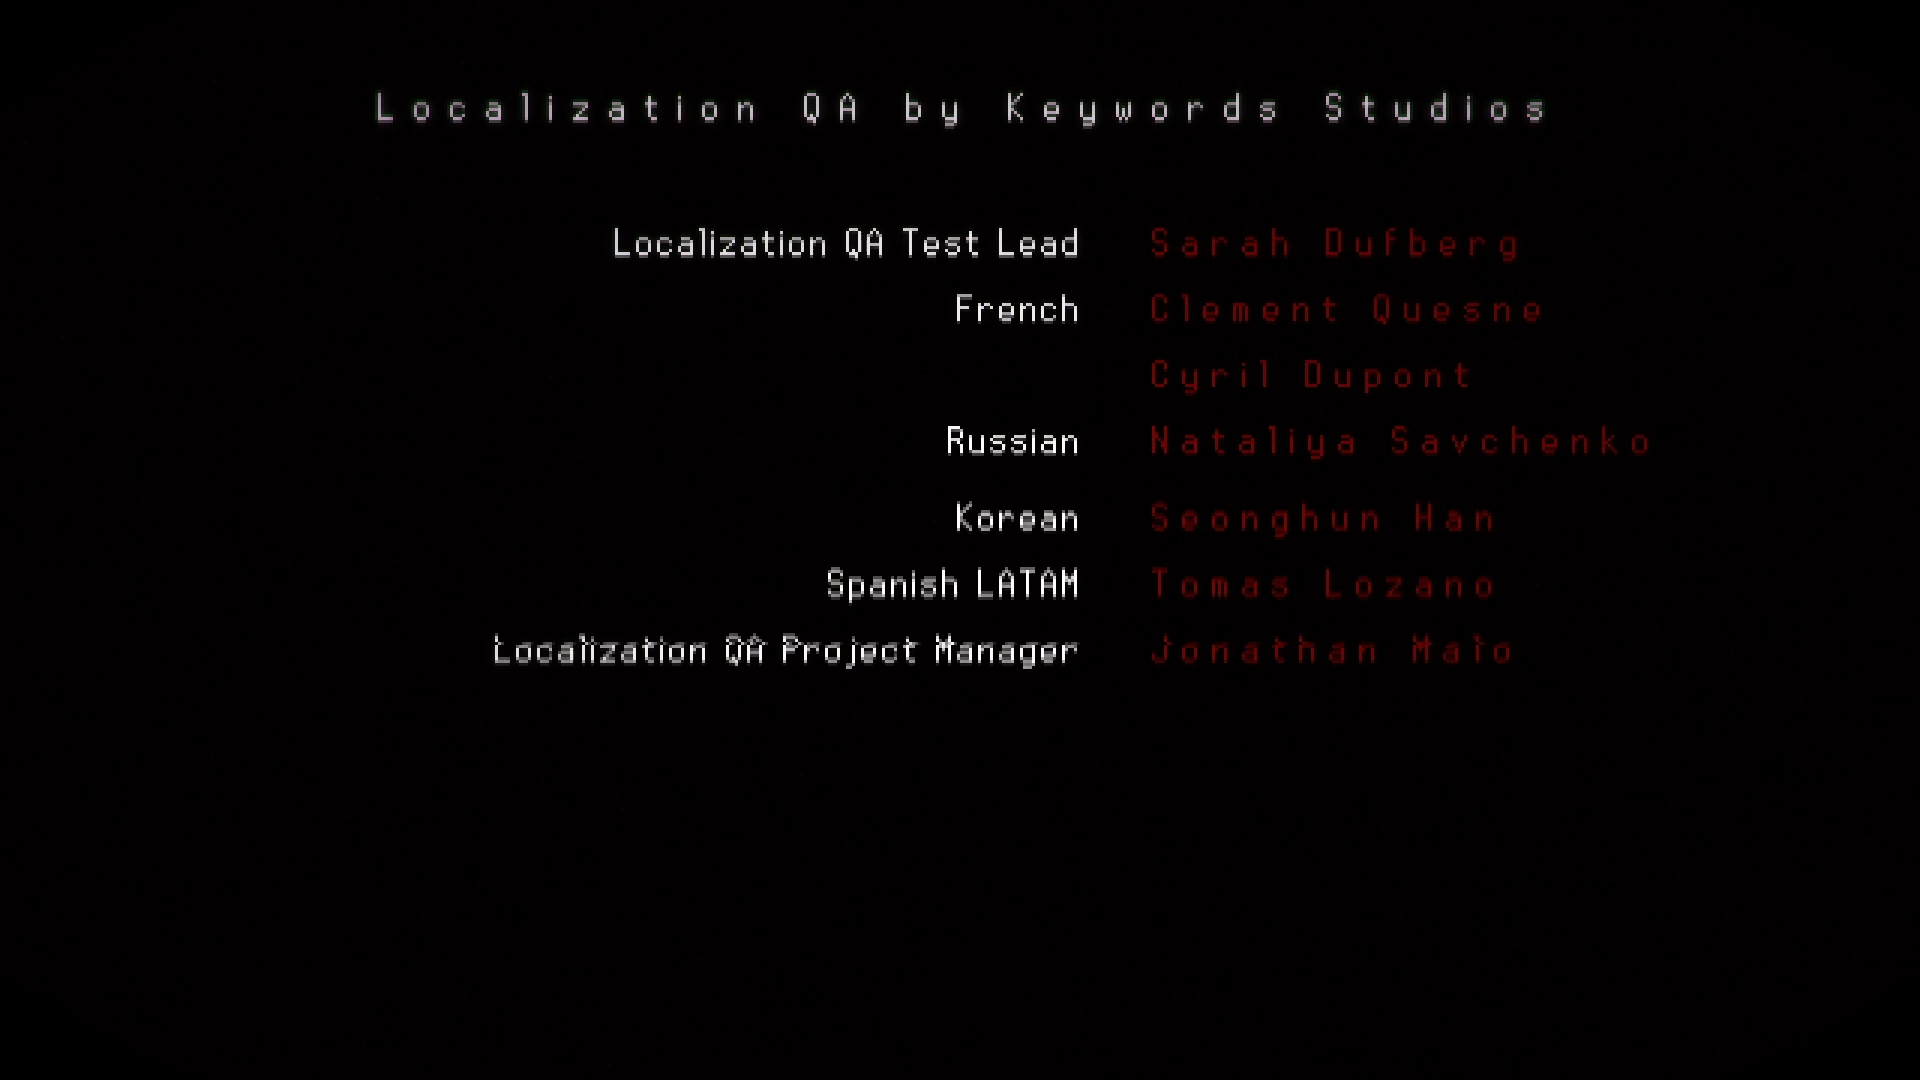 Localization QA by Keywords Studios
Localization QA Test Lead Sarah Dufberg
French Clement Quesne
Cyril Dupont
Russian Nataliya Savchenko
Korean Seonghun Han
Spanish LATAM Tomas Lozano
Localization QA Project Manager Jonathan Malo